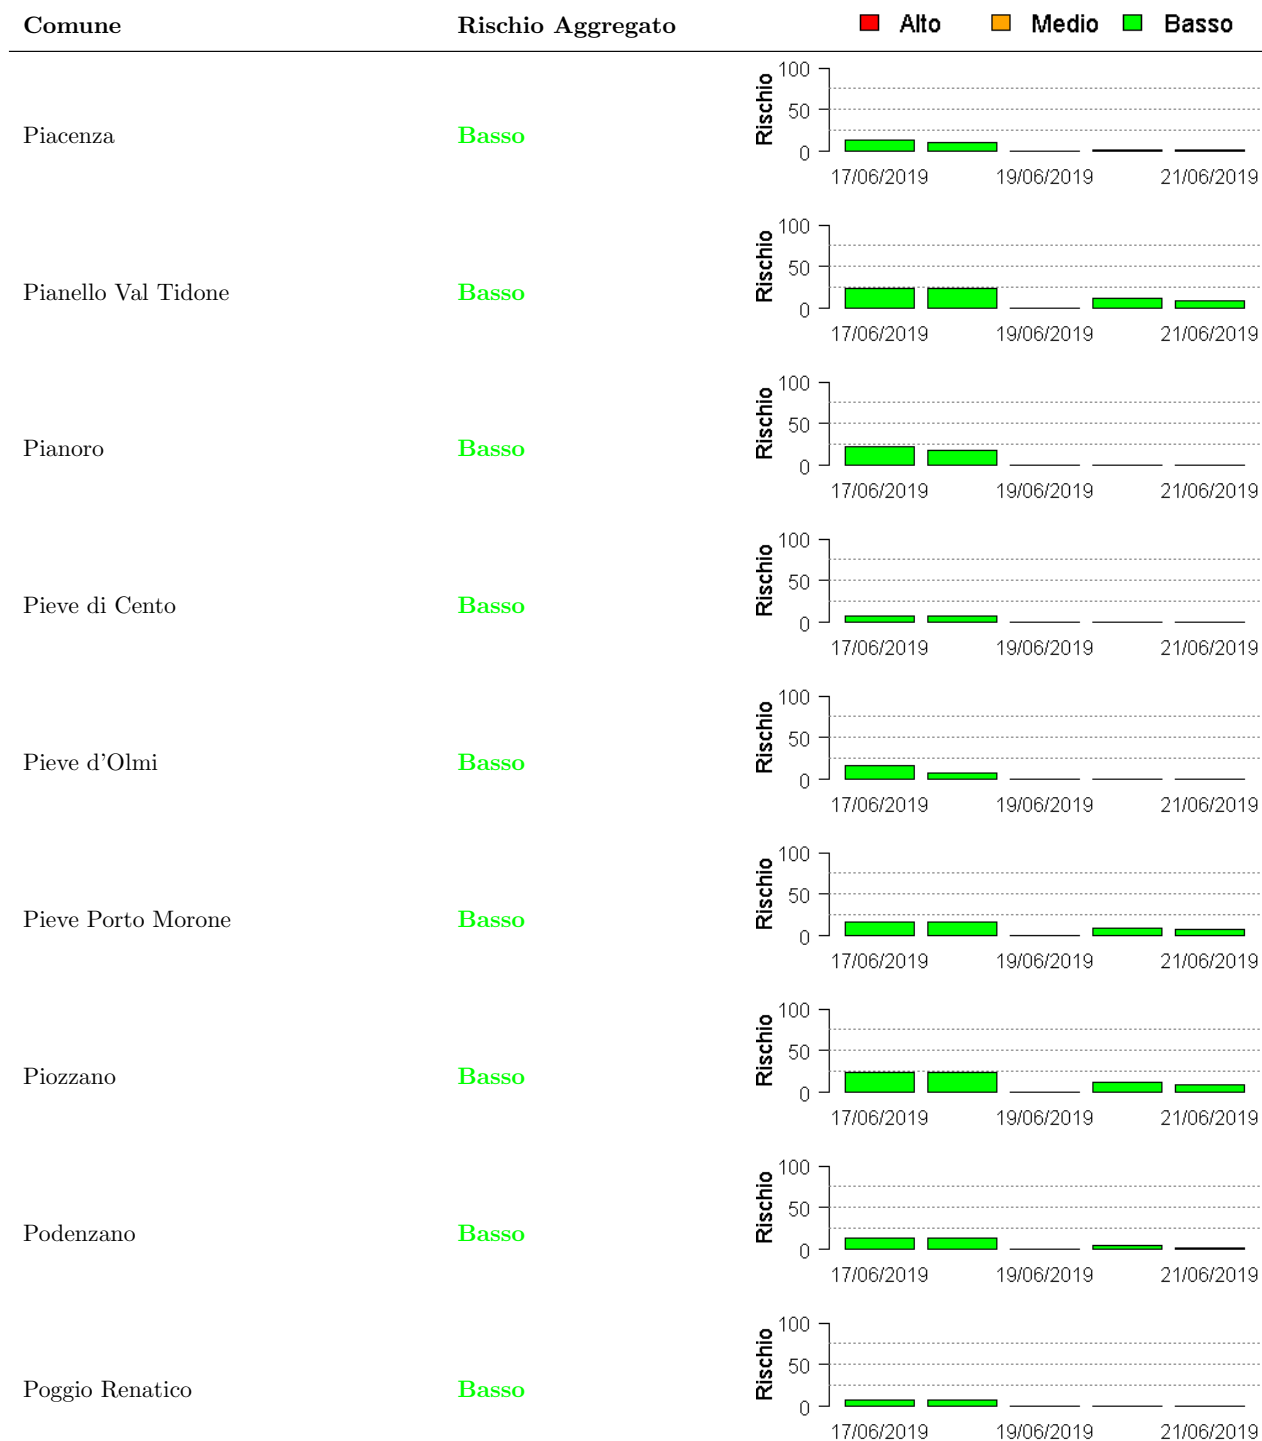 Comune Rischio Aggregato Alto Medio Basso
Piacenza Basso Rischio 100 50 0
17/06/2019 19/06/2019 21/06/2019
Pianello Val Tidone Basso Rischio 100 50 0
17/06/2019 19/06/2019 21/06/2019
Pianoro Basso Rischio 100 50 0
17/06/2019 19/06/2019 21/06/2019
Pieve di Cento Basso Rischio 100 50 0
17/06/2019 19/06/2019 21/06/2019
Pieve d'Olmi Basso Rischio 100 50 0
17/06/2019 19/06/2019 21/06/2019
Pieve Porto Morone Basso Rischio 100 50 0
17/06/2019 19/06/2019 21/06/2019
Piozzano Basso Rischio 100 50 0
17/06/2019 19/06/2019 21/06/2019
Podenzano Basso Rischio 100 50 0
17/06/2019 19/06/2019 21/06/2019
Poggio Renatico Basso Rischio 100 50 0
17/06/2019 19/06/2019 21/06/2019